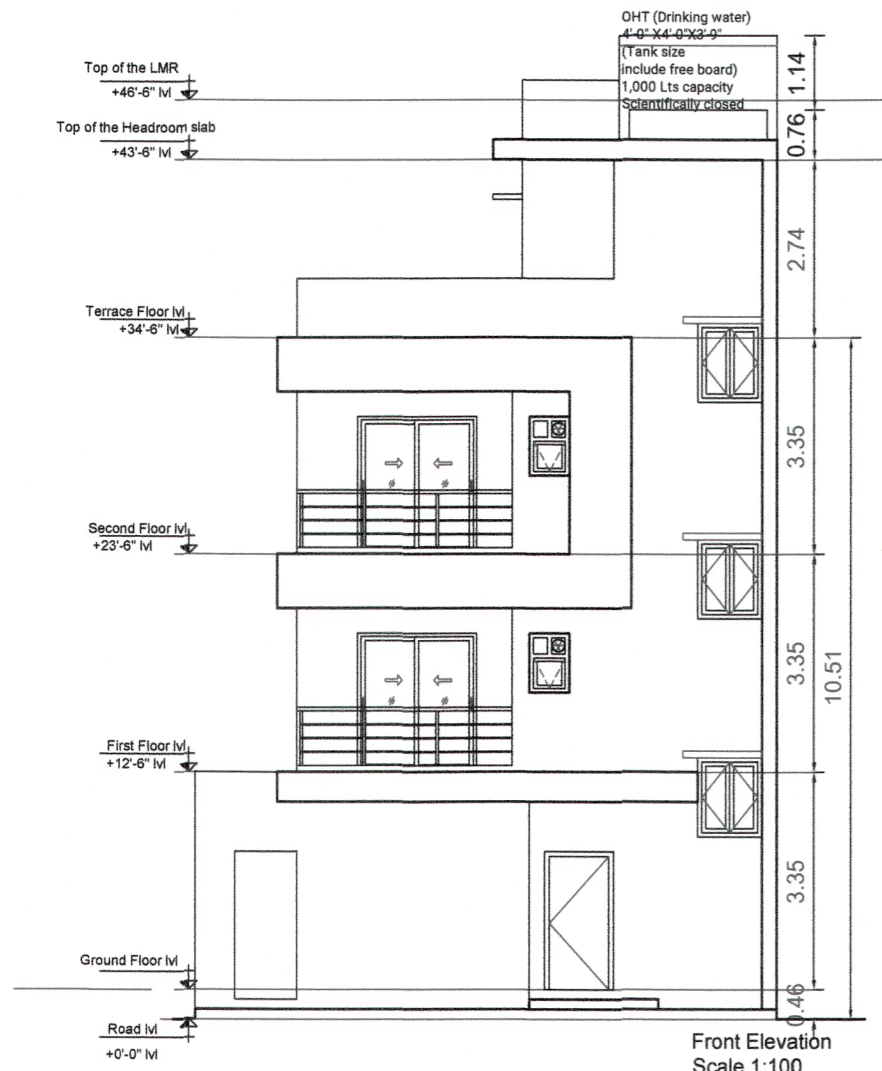 OHT (Drinking water)
4'-0" X4'-0"X3'-9"
(Tank size
include free board)
1,000 Lts capacity
Scientifically closed
Top of the LMR
+46'-6" lvl
1.14
Top of the Headroom slab
+43'-6" lvl
0.76
2.74
Terrace Floor lvl
+34'-6" lvl
3.35
Second Floor lvl
+23'-6" lvl
3.35
10.51
First Floor lvl
+12'-6" lvl
3.35
Ground Floor lvl
0.46
Road lvl
+0'-0" lvl
Front Elevation
Scale 1:100